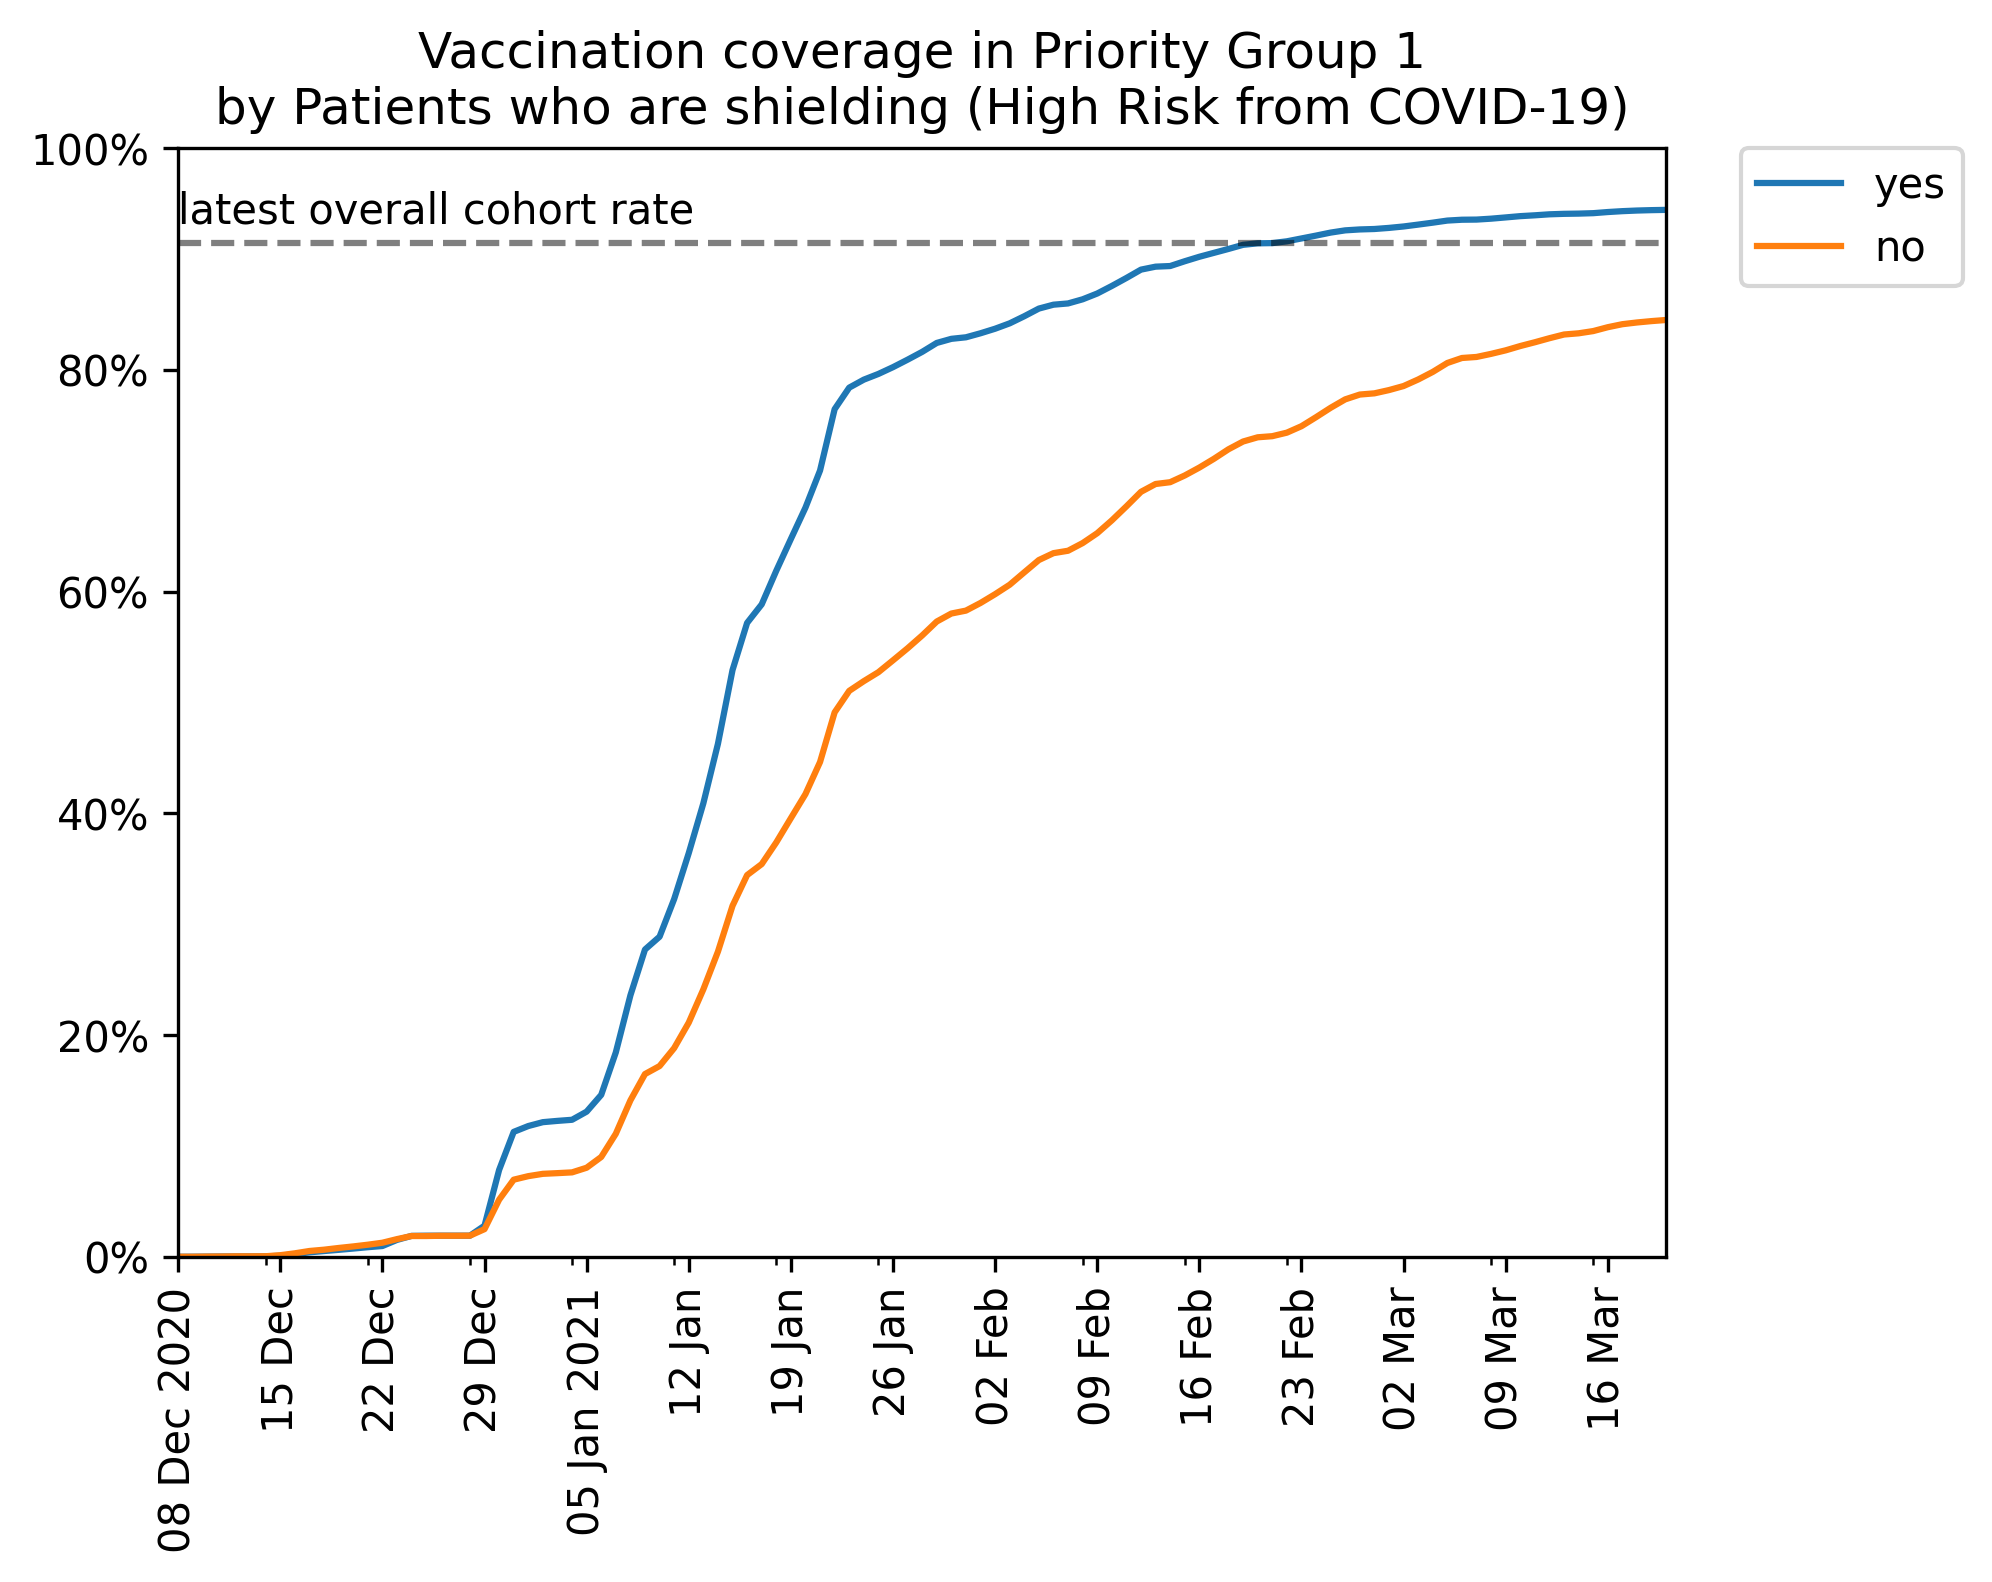 Vaccination coverage in Priority Group 1
by Patients who are shielding (High Risk from COVID-19)
100%
80%
60%
40%
20%
0%
latest overall cohort rate
yes
no
08 Dec 2020
15 Dec
22 Dec
29 Dec
05 Jan 2021
12 Jan
19 Jan
26 Jan
02 Feb
09 Feb
16 Feb
23 Feb
02 Mar
09 Mar
16 Mar